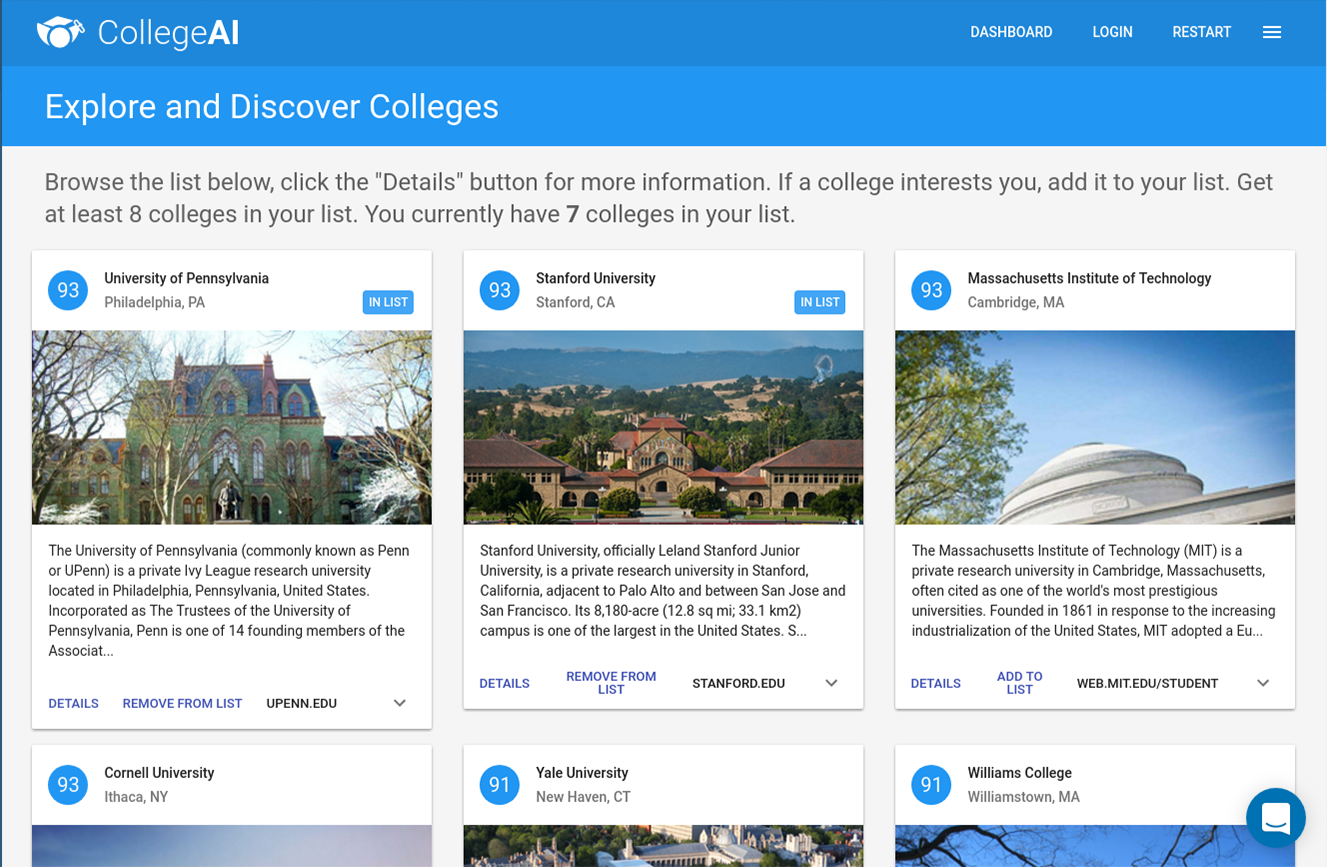 CollegeAI
DASHBOARD
LOGIN
RESTART
Explore and Discover Colleges
Browse the list below, click the "Details" button for more information. If a college interests you, add it to your list. Get
at least 8 colleges in your list. You currently have 7 colleges in your list.
93
University of Pennsylvania
Philadelphia, PA
IN LIST
The University of Pennsylvania (commonly known as Penn
or UPenn) is a private Ivy League research university
located in Philadelphia, Pennsylvania, United States.
Incorporated as The Trustees of the University of
Pennsylvania, Penn is one of 14 founding members of the
Associat...
DETAILS
REMOVE FROM LIST
UPENN.EDU
93
Stanford University
Stanford, CA
IN LIST
Stanford University, officially Leland Stanford Junior
University, is a private research university in Stanford,
California, adjacent to Palo Alto and between San Jose and
San Francisco. Its 8,180-acre (12.8 sq mi; 33.1 km2)
campus is one of the largest in the United States. S...
DETAILS
REMOVE FROM
LIST
STANFORD.EDU
93
Massachusetts Institute of Technology
Cambridge, MA
The Massachusetts Institute of Technology (MIT) is a
private research university in Cambridge, Massachusetts,
often cited as one of the world's most prestigious
universities. Founded in 1861 in response to the increasing
industrialization of the United States, MIT adopted a Eu...
DETAILS
ADD TO
LIST
WEB.MIT.EDU/STUDENT
93
Cornell University
Ithaca, NY
91
Yale University
New Haven, CT
91
Williams College
Williamstown, MA